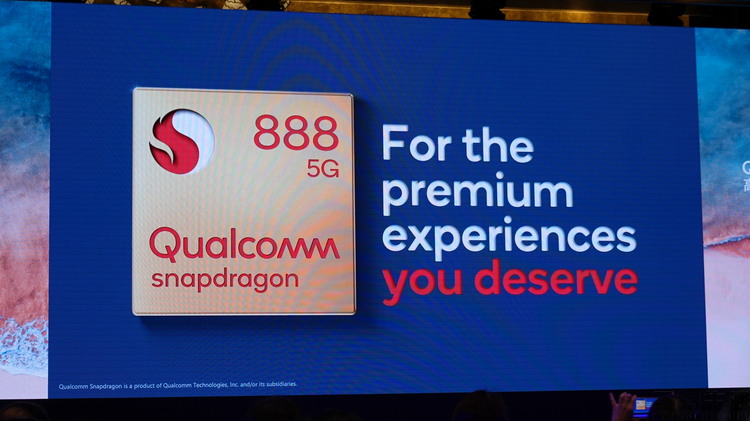 888
5G
Qualcomm
snapdragon
For the
premium
experiences
you deserve
Qualcomm Snapdragon is a product of Qualcomm Technologies, Inc. and/or its subsidiaries.